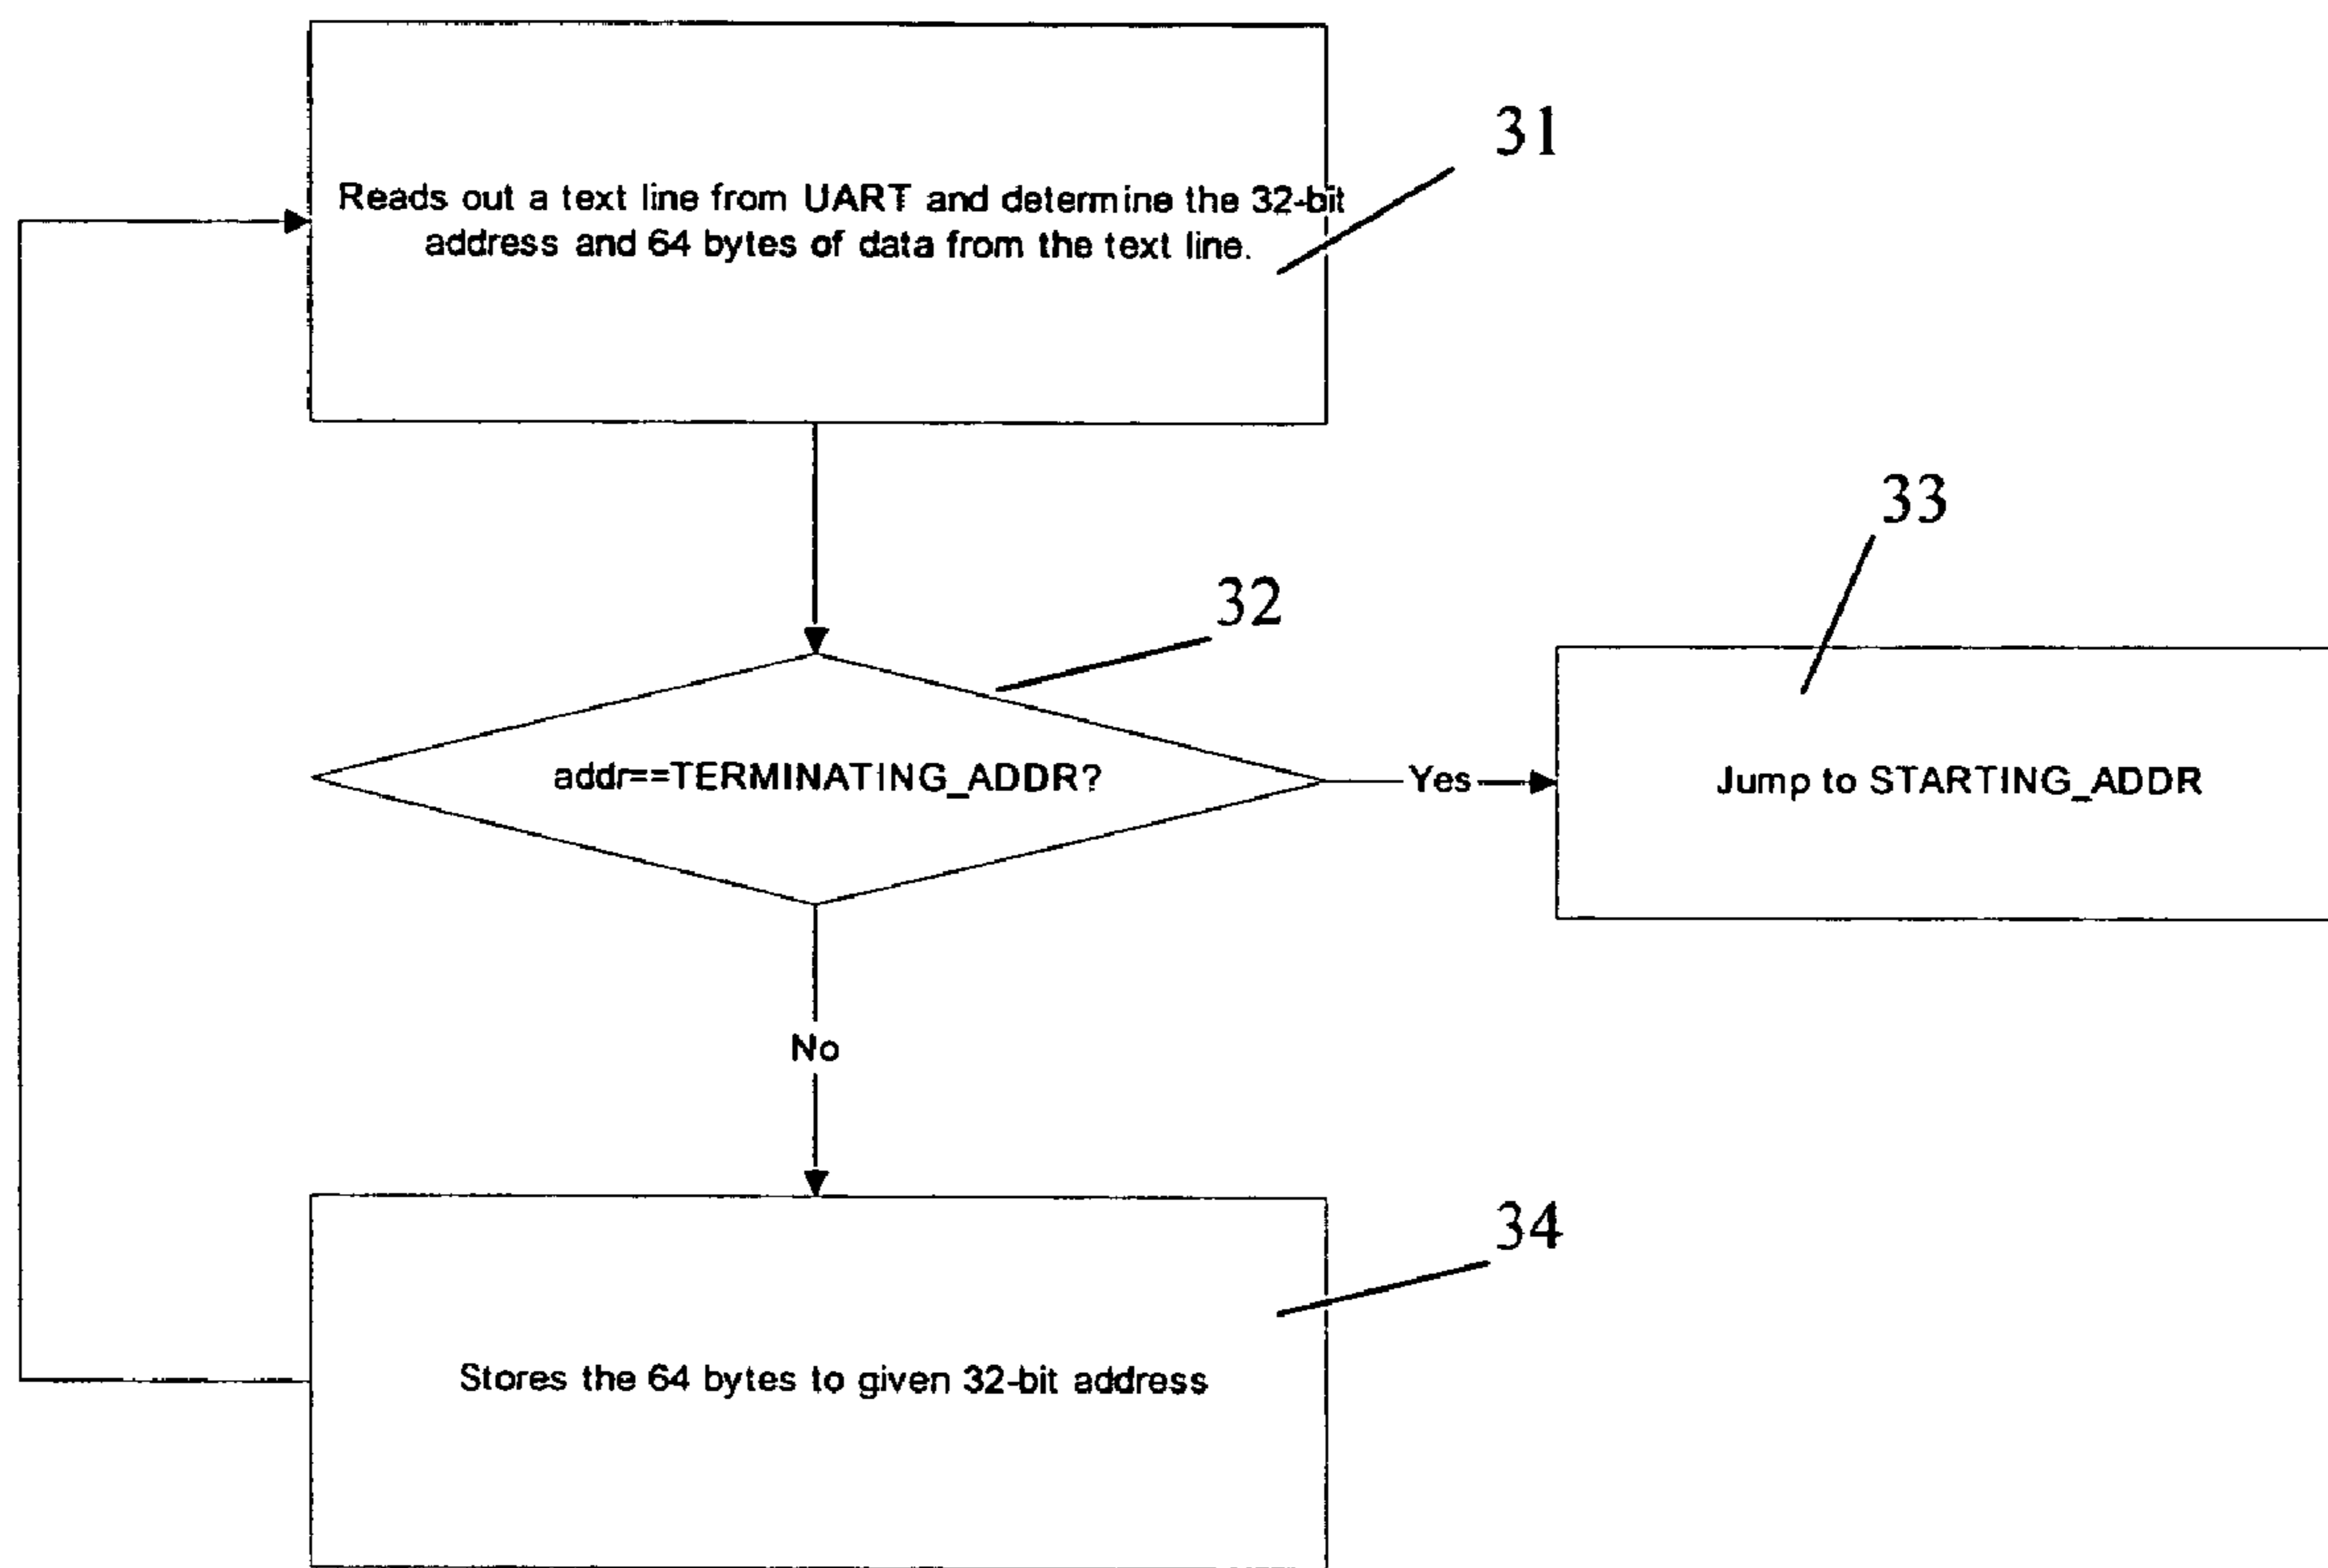 31
Reads out a text line from UART and determine the 32-bit
address and 64 bytes of data from the text line.
33
32
addr==TERMINATING_ADDR?
Yes
Jump to STARTING_ADDR
No
34
Stores the 64 bytes to given 32-bit address